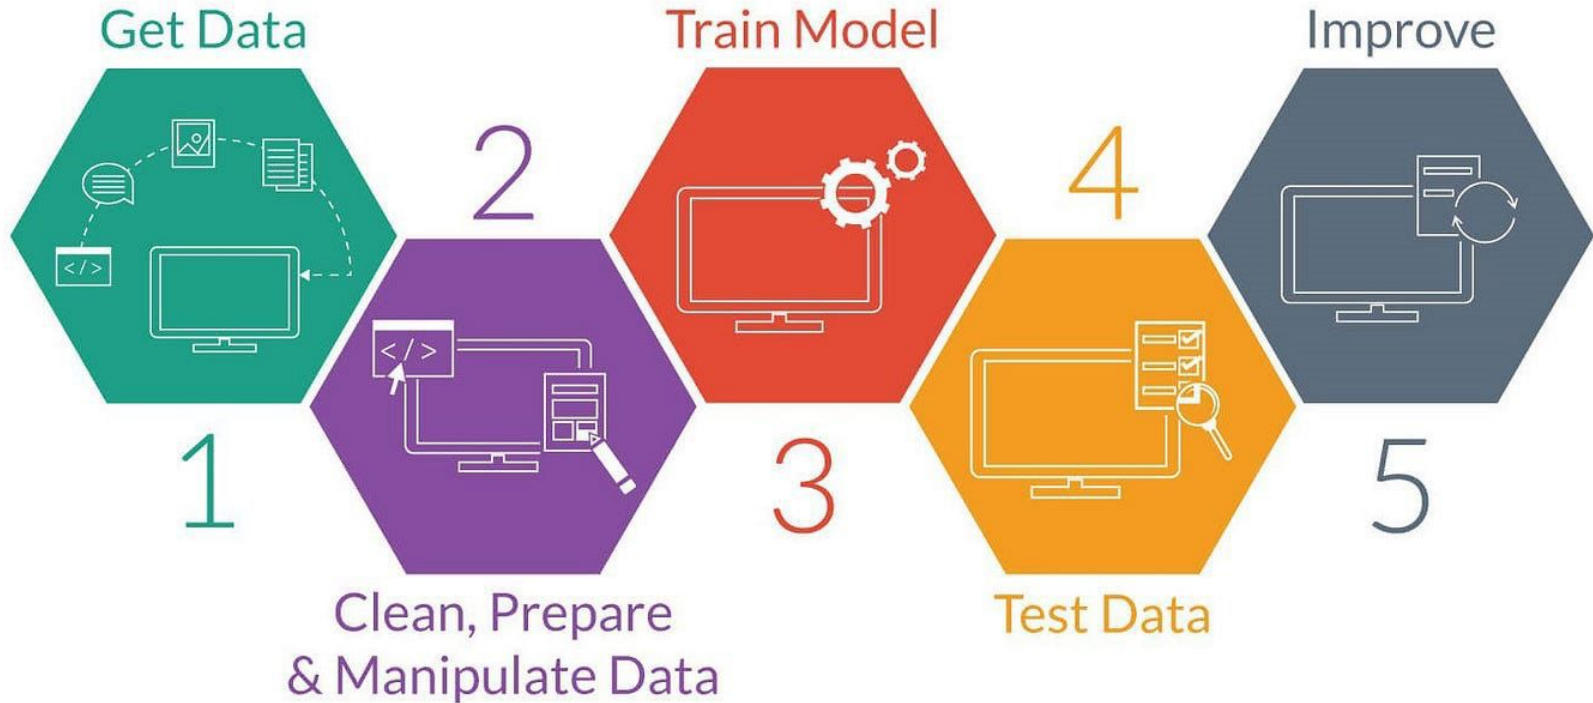 Get Data
</>
1
2
</>
Clean, Prepare
& Manipulate Data
Train Model
3
4
Test Data
Improve
5